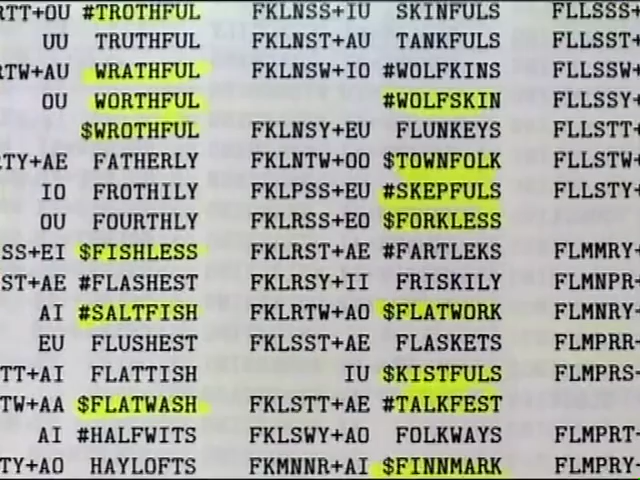 RTT+OU #TROTHFUL FKLNSS+IU SKINFULS FLLSSS+
UU TRUTHFUL FKLNST+AU TANKFULS FLLSST+
RTW+AU WRATHFUL FKLNSW+IO #WOLFKINS FLLSSW+
OU WORTHFUL #WOLFSKIN FLLSSY+
$WROTHFUL FKLNSY+EU FLUNKEYS FLLSTT+
TY+AE FATHERLY FKLNTW+OO $TOWNFOLK FLLSTW+
IO FROTHILY FKLPSS+EU #SKEPFULS FLLSTY+
OU FOURTHLY FKLRSS+EO $FORKLESS
SS+EI $FISHLESS FKLRST+AE #FARTLEKS FLMMRY+
ST+AE #FLASHEST FKLRSY+II FRISKILY FLMNPR+
AI #SALTFISH FKLRTW+AO $FLATWORK FLMNRY+
EU FLUSHEST FKLSST+AE FLASKETS FLMPRR+
TT+AI FLATTISH IU $KISTFULS FLMPRS+
TW+AA $FLATWASH FKLSTT+AE #TALKFEST
AI #HALFWITS FKLSWY+AO FOLKWAYS FLMPRT+
TY+AO HAYLOFTS FKMNNR+AI $FINNMARK FLMPRY+